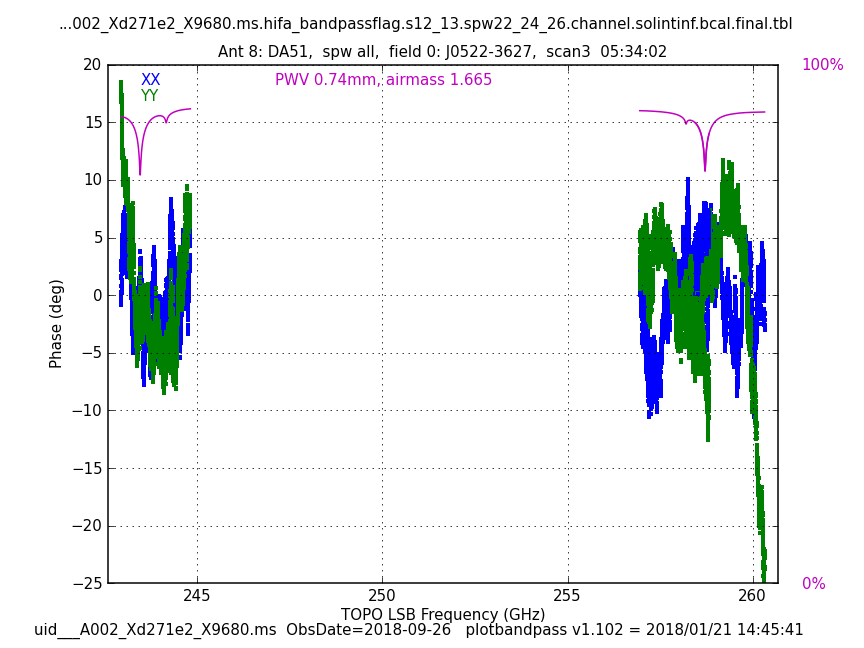 ...002_Xd271e2_X9680.ms.hifa_bandpassflag.s12_13.spw22_24_26.channel.solintinf.bcal.final.tbl
Ant 8: DA51,  spw all,  field 0: J0522-3627,  scan3  05:34:02
20
15
10
5
0
−5
−10
−15
−20
−25
Phase (deg)
XX
YY
PWV 0.74mm, airmass 1.665
100%
0%
245
250
255
260
TOPO LSB Frequency (GHz)
uid___A002_Xd271e2_X9680.ms  ObsDate=2018-09-26   plotbandpass v1.102 = 2018/01/21 14:45:41